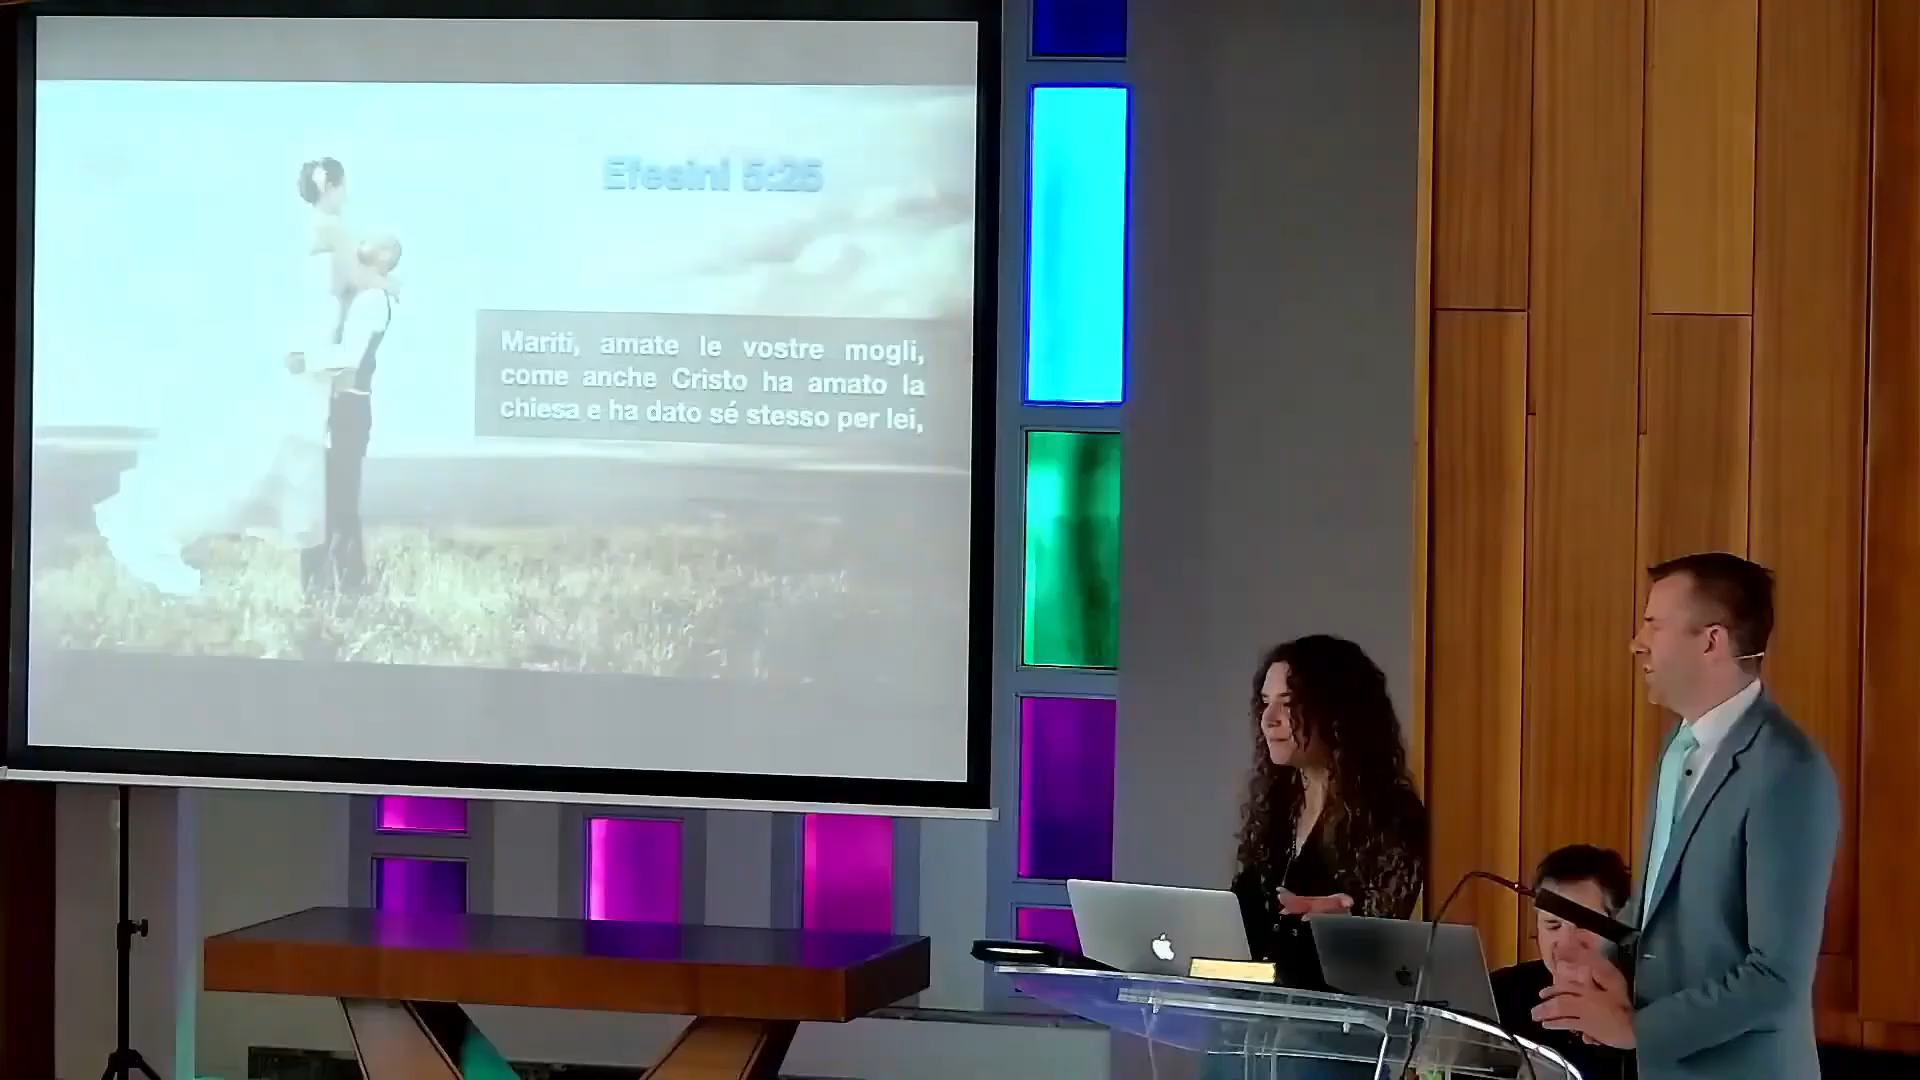 Efesini 5:25
Mariti, amate le vostre mogli,
come anche Cristo ha amato la
chiesa e ha dato sé stesso per lei,